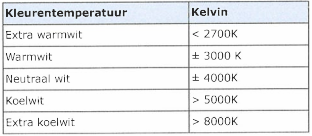 Kleurentemperatuur Kelvin
Extra warmwit < 2700K
Warmwit ± 3000 K
Neutraal wit ± 4000K
Koelwit > 5000K
Extra koelwit > 8000K